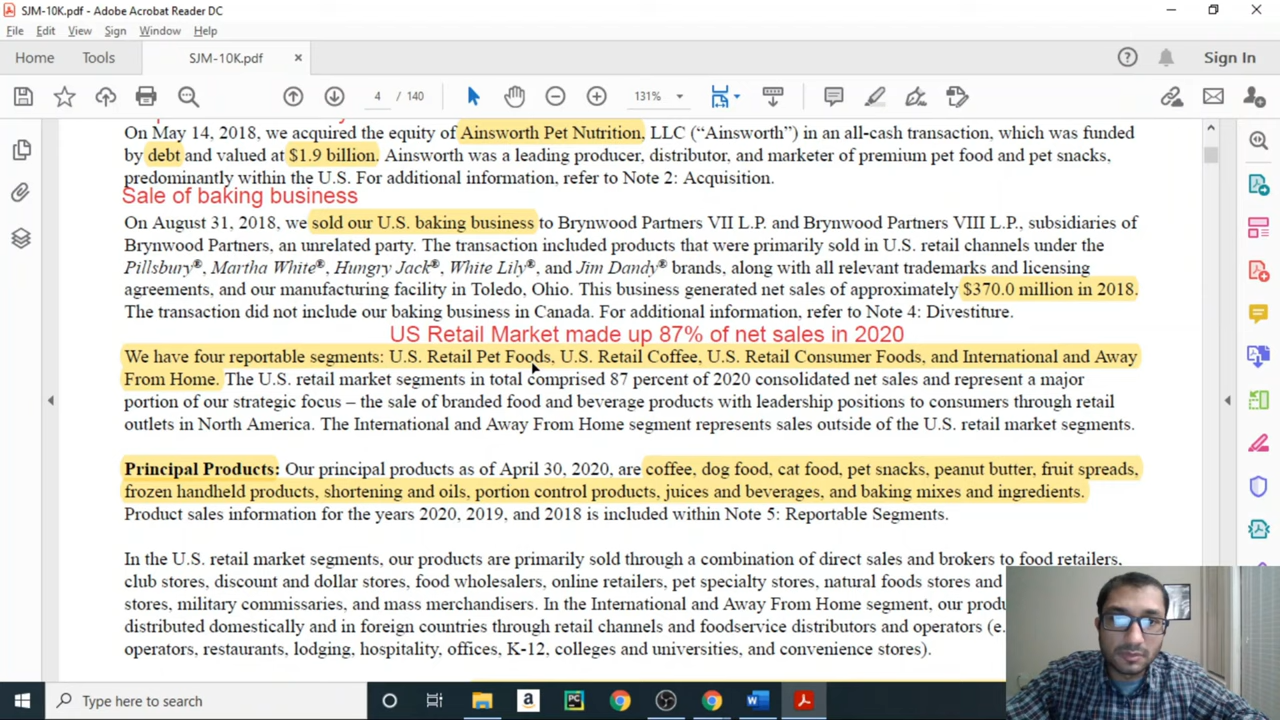 SJM-10K.pdf - Adobe Acrobat Reader DC
File Edit View Sign Window Help
Home Tools SJM-10K.pdf × Sign In
4 / 140 131%
On May 14, 2018, we acquired the equity of Ainsworth Pet Nutrition, LLC (“Ainsworth”) in an all-cash transaction, which was funded
by debt and valued at $1.9 billion. Ainsworth was a leading producer, distributor, and marketer of premium pet food and pet snacks,
predominantly within the U.S. For additional information, refer to Note 2: Acquisition.
Sale of baking business
On August 31, 2018, we sold our U.S. baking business to Brynwood Partners VII L.P. and Brynwood Partners VIII L.P., subsidiaries of
Brynwood Partners, an unrelated party. The transaction included products that were primarily sold in U.S. retail channels under the
Pillsbury®, Martha White®, Hungry Jack®, White Lily®, and Jim Dandy® brands, along with all relevant trademarks and licensing
agreements, and our manufacturing facility in Toledo, Ohio. This business generated net sales of approximately $370.0 million in 2018.
The transaction did not include our baking business in Canada. For additional information, refer to Note 4: Divestiture.
US Retail Market made up 87% of net sales in 2020
We have four reportable segments: U.S. Retail Pet Foods, U.S. Retail Coffee, U.S. Retail Consumer Foods, and International and Away
From Home. The U.S. retail market segments in total comprised 87 percent of 2020 consolidated net sales and represent a major
portion of our strategic focus – the sale of branded food and beverage products with leadership positions to consumers through retail
outlets in North America. The International and Away From Home segment represents sales outside of the U.S. retail market segments.
Principal Products: Our principal products as of April 30, 2020, are coffee, dog food, cat food, pet snacks, peanut butter, fruit spreads,
frozen handheld products, shortening and oils, portion control products, juices and beverages, and baking mixes and ingredients.
Product sales information for the years 2020, 2019, and 2018 is included within Note 5: Reportable Segments.
In the U.S. retail market segments, our products are primarily sold through a combination of direct sales and brokers to food retailers,
club stores, discount and dollar stores, food wholesalers, online retailers, pet specialty stores, natural foods stores and
stores, military commissaries, and mass merchandisers. In the International and Away From Home segment, our
distributed domestically and in foreign countries through retail channels and foodservice distributors and operators (e.
operators, restaurants, lodging, hospitality, offices, K-12, colleges and universities, and convenience stores).
Type here to search